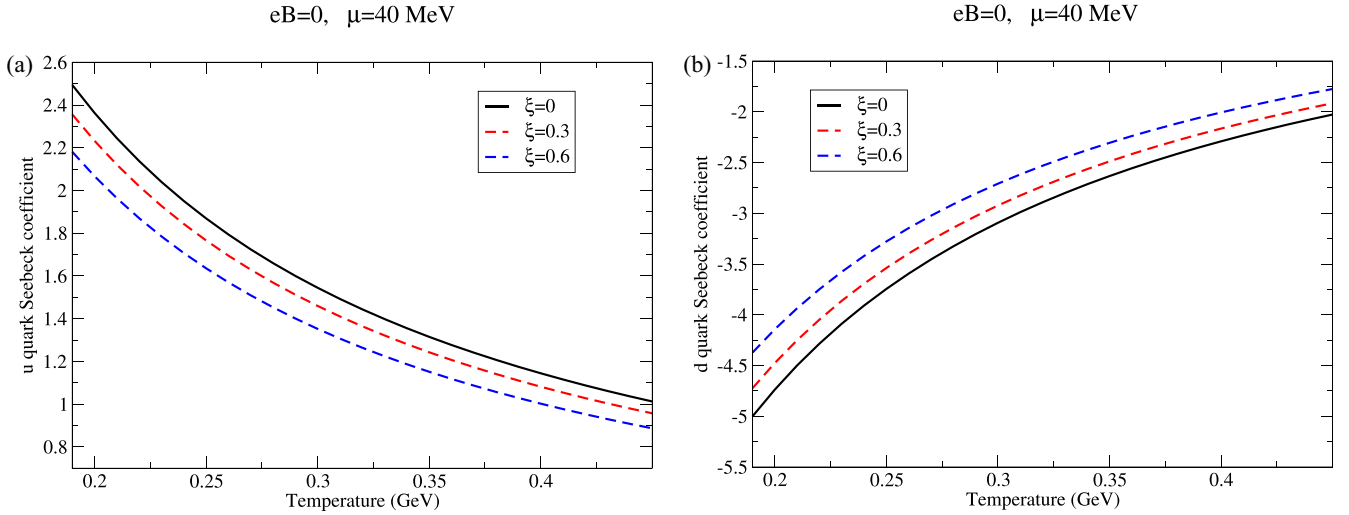 eB=0, μ=40 MeV
(a)
u quark Seebeck coefficient
2.6
2.4
2.2
2
1.8
1.6
1.4
1.2
1
0.8
ξ=0
ξ=0.3
ξ=0.6
0.2
0.25
0.3
0.35
0.4
Temperature (GeV)
eB=0, μ=40 MeV
(b)
d quark Seebeck coefficient
-1.5
-2
-2.5
-3
-3.5
-4
-4.5
-5
-5.5
ξ=0
ξ=0.3
ξ=0.6
0.2
0.25
0.3
0.35
0.4
Temperature (GeV)